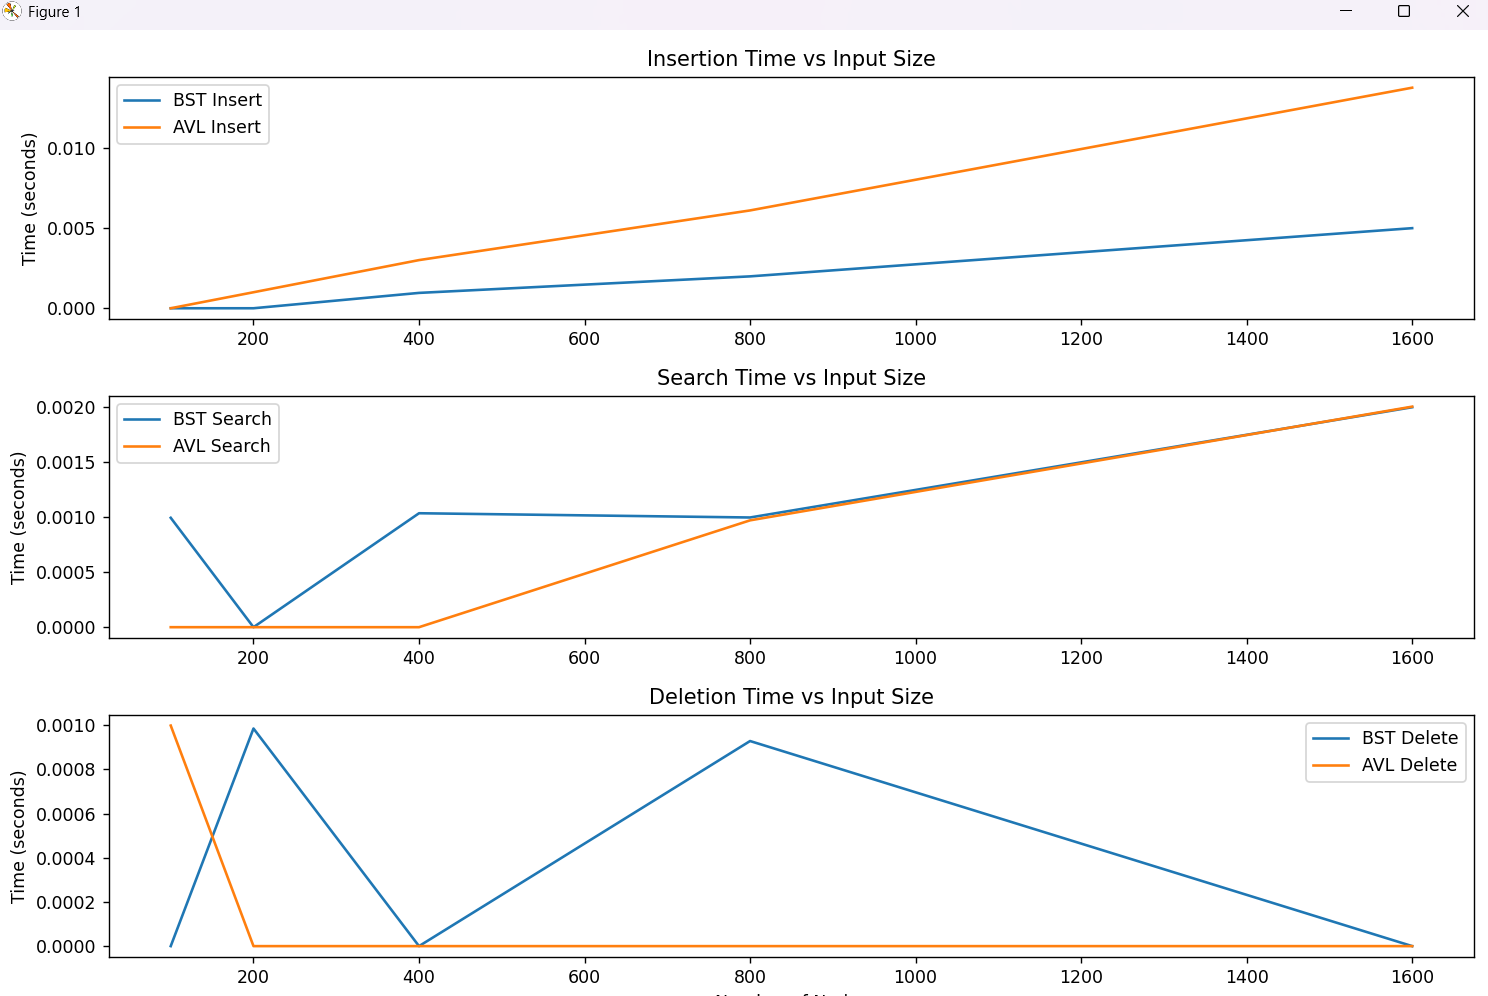 Figure 1
Insertion Time vs Input Size
BST Insert
AVL Insert
Time (seconds)
0.010
0.005
0.000
200 400 600 800 1000 1200 1400 1600
Search Time vs Input Size
BST Search
AVL Search
Time (seconds)
0.0020
0.0015
0.0010
0.0005
0.0000
200 400 600 800 1000 1200 1400 1600
Deletion Time vs Input Size
BST Delete
AVL Delete
Time (seconds)
0.0010
0.0008
0.0006
0.0004
0.0002
0.0000
200 400 600 800 1000 1200 1400 1600